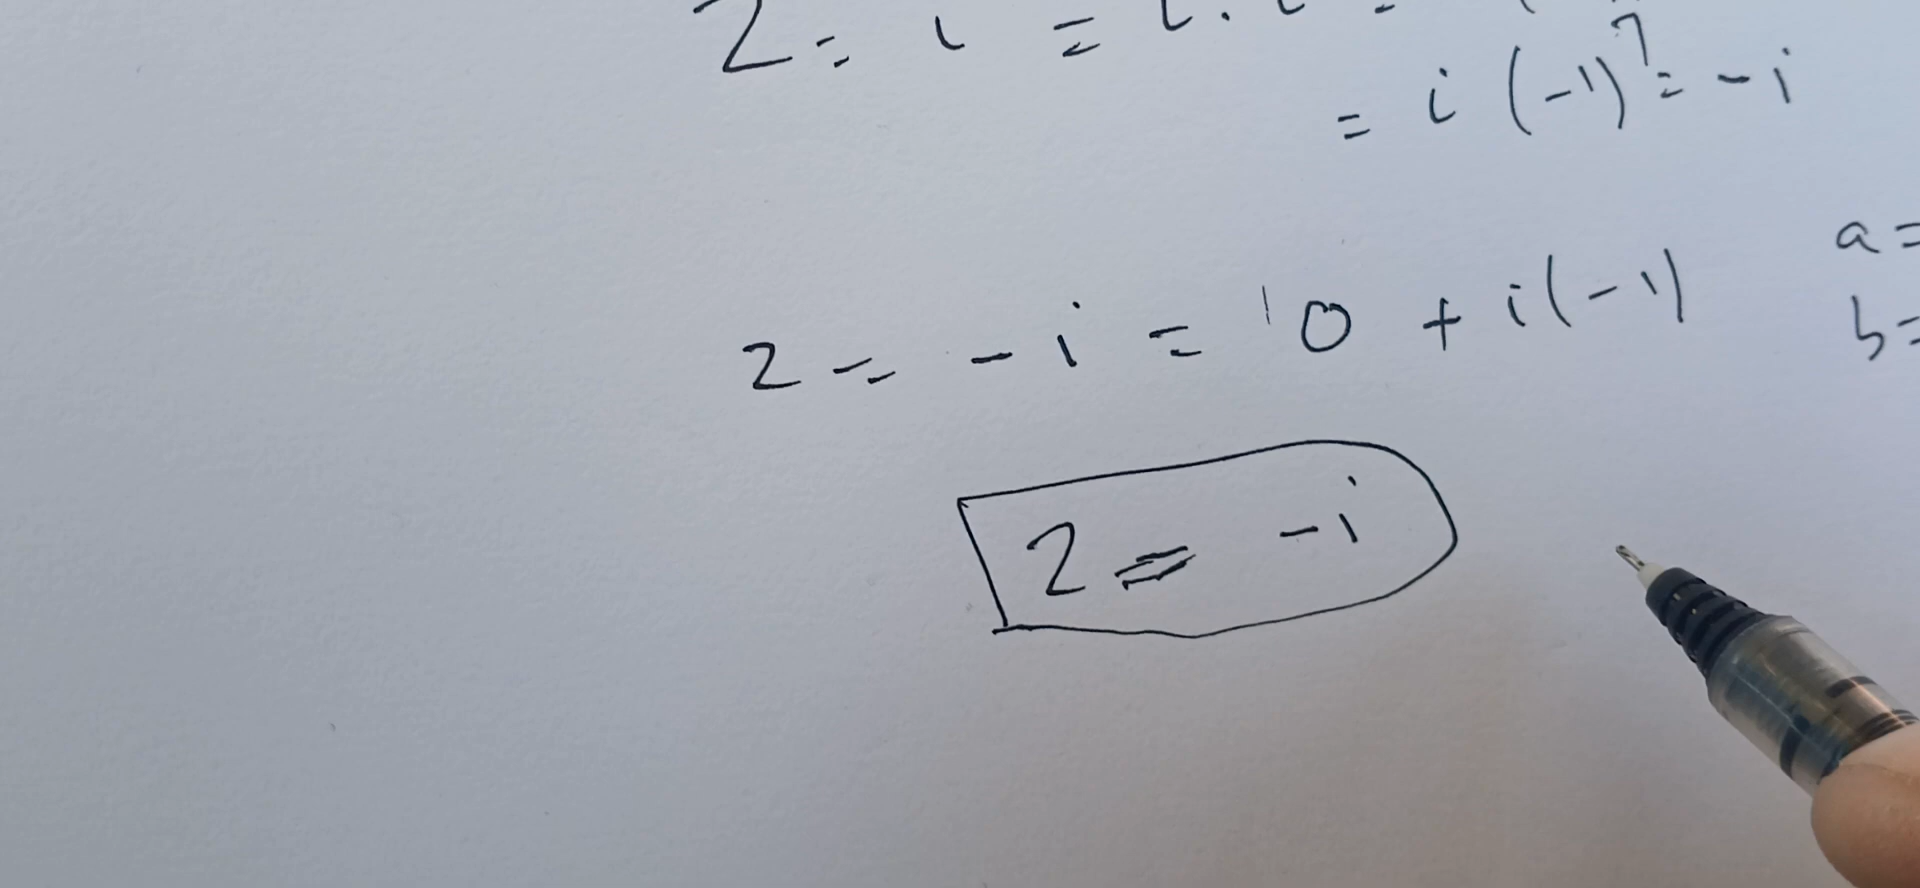 z = i = i . i =
= i (-1)⁷ = -i
a =
z = -i = 0 + i(-1)
b =
z = -i